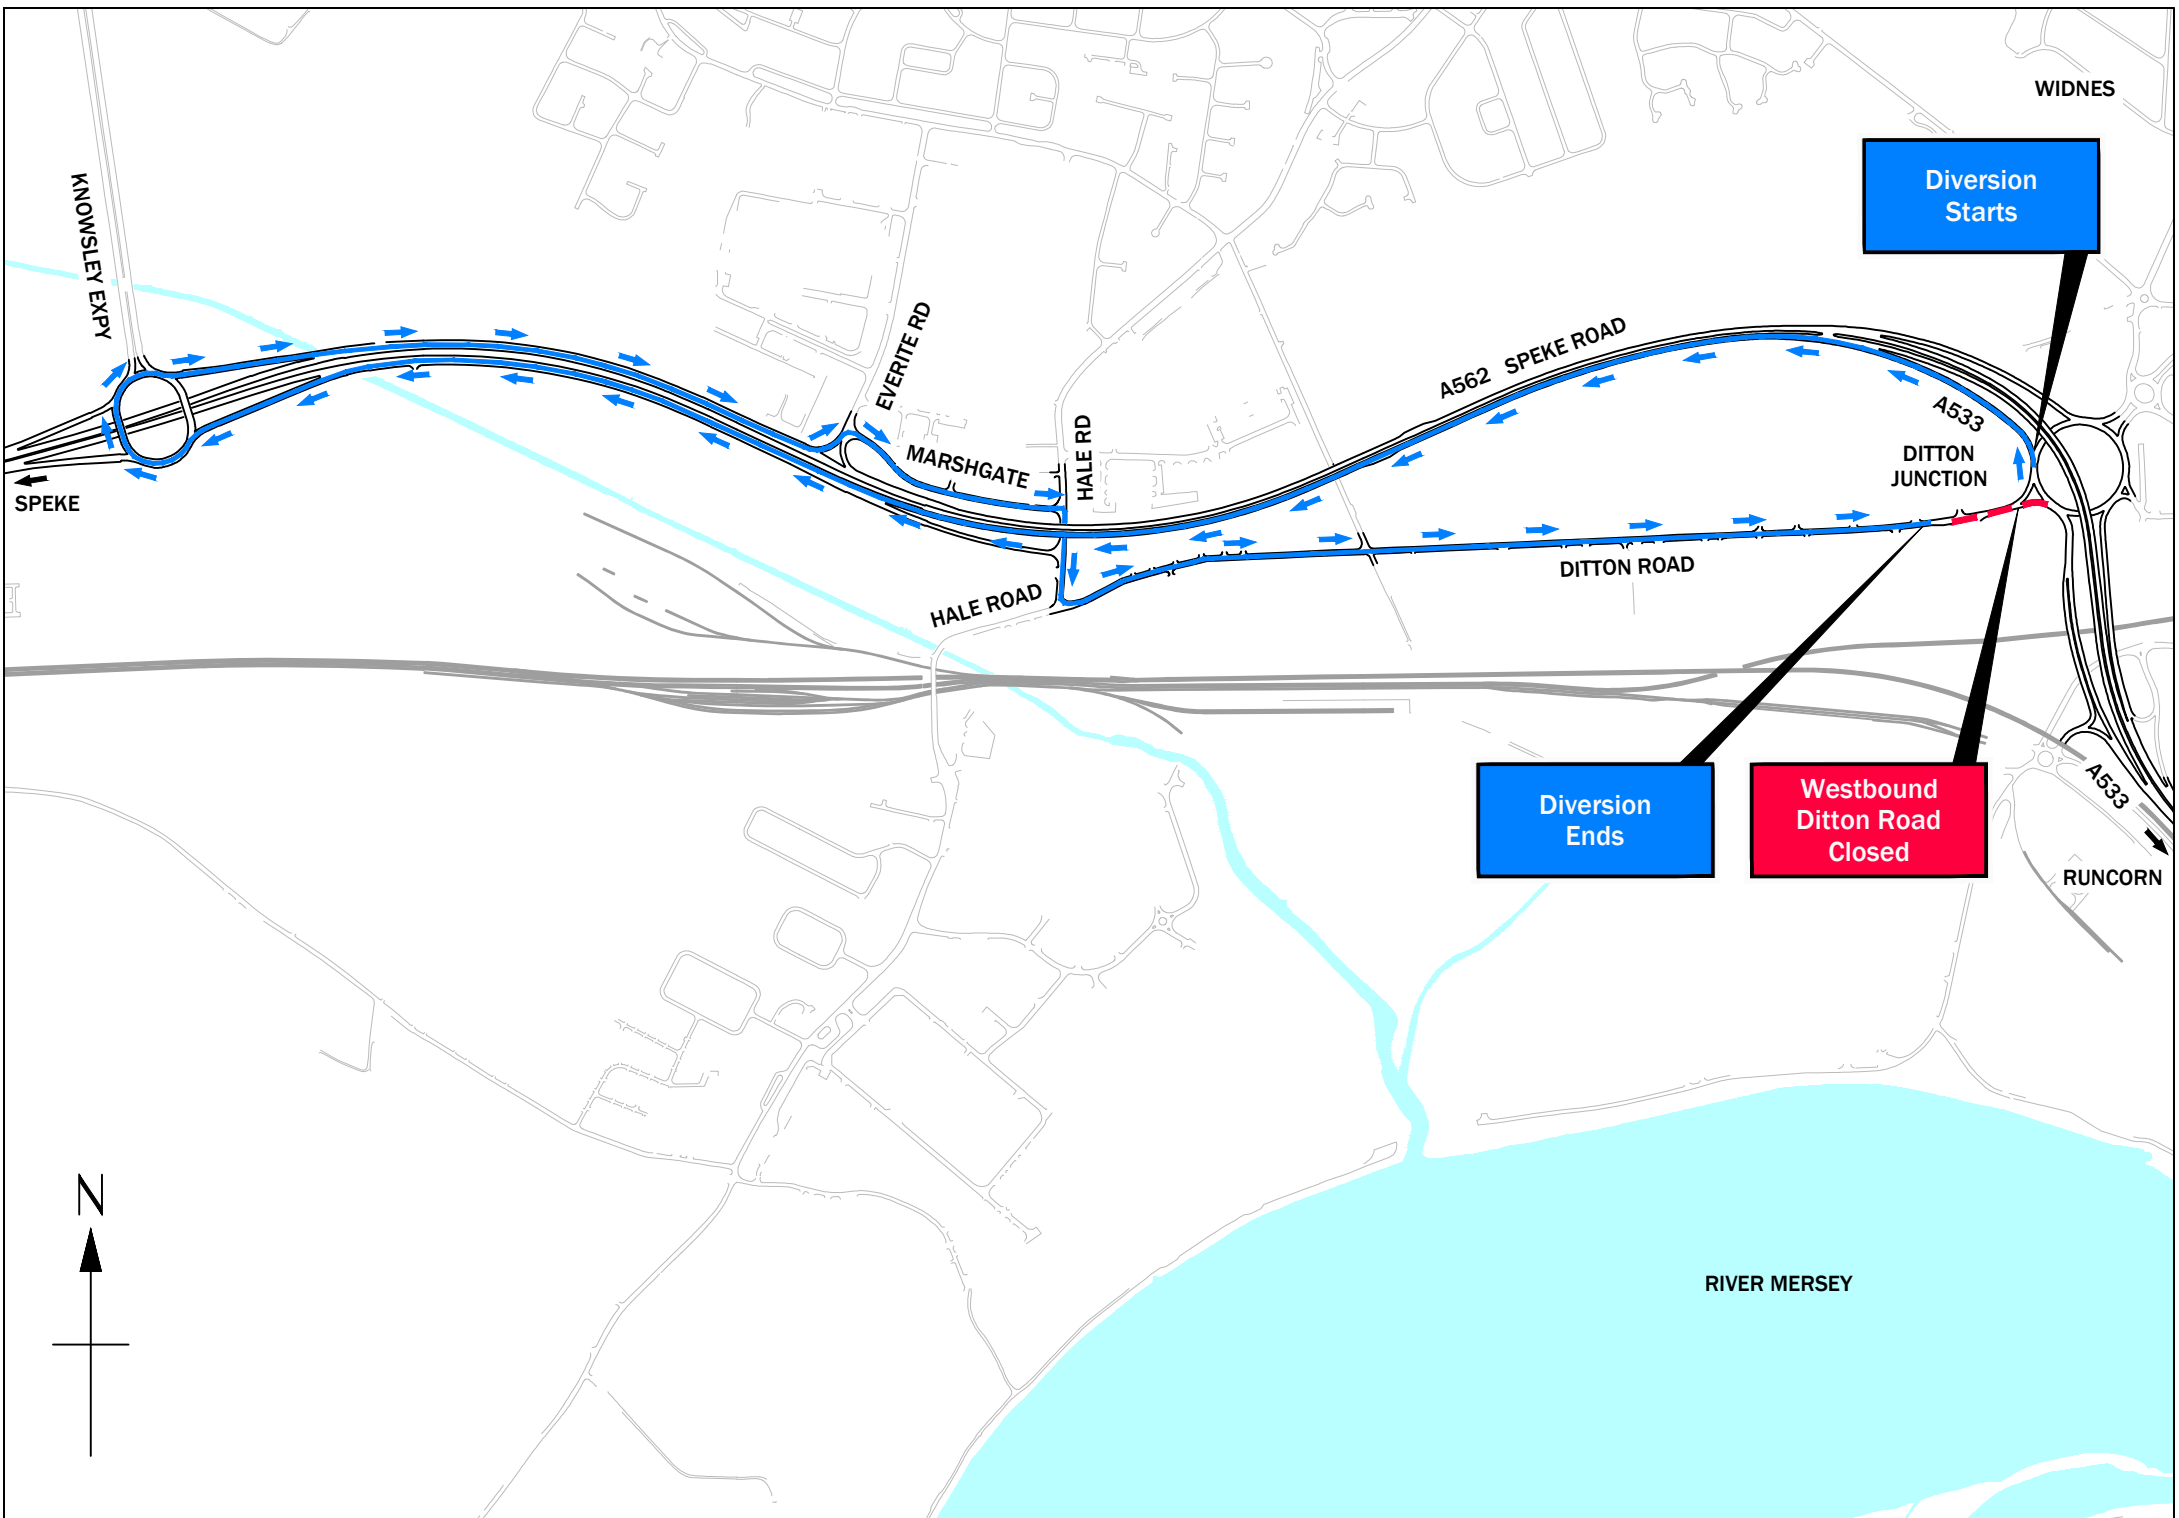 WIDNES
Diversion
Starts
KNOWSLEY EXPY
EVERITE RD
A562 SPEKE ROAD
A533
HALE RD
MARSHGATE
DITTON
JUNCTION
SPEKE
DITTON ROAD
HALE ROAD
Diversion
Ends
Westbound
Ditton Road
Closed
A533
RUNCORN
N
RIVER MERSEY